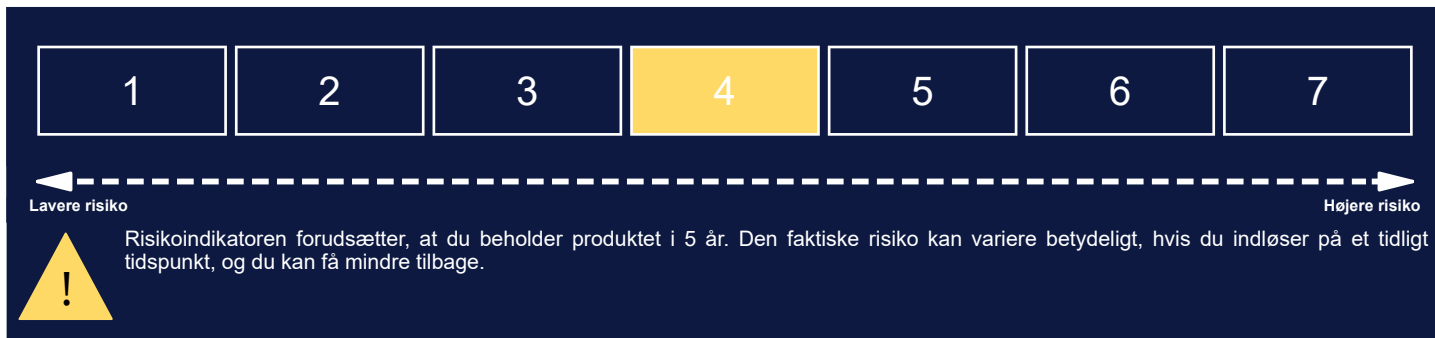 1 2 3 4 5 6 7
Lavere risiko Højere risiko
Risikoindikatoren forudsætter, at du beholder produktet i 5 år. Den faktiske risiko kan variere betydeligt, hvis du indløser på et tidligt
tidspunkt, og du kan få mindre tilbage.
!